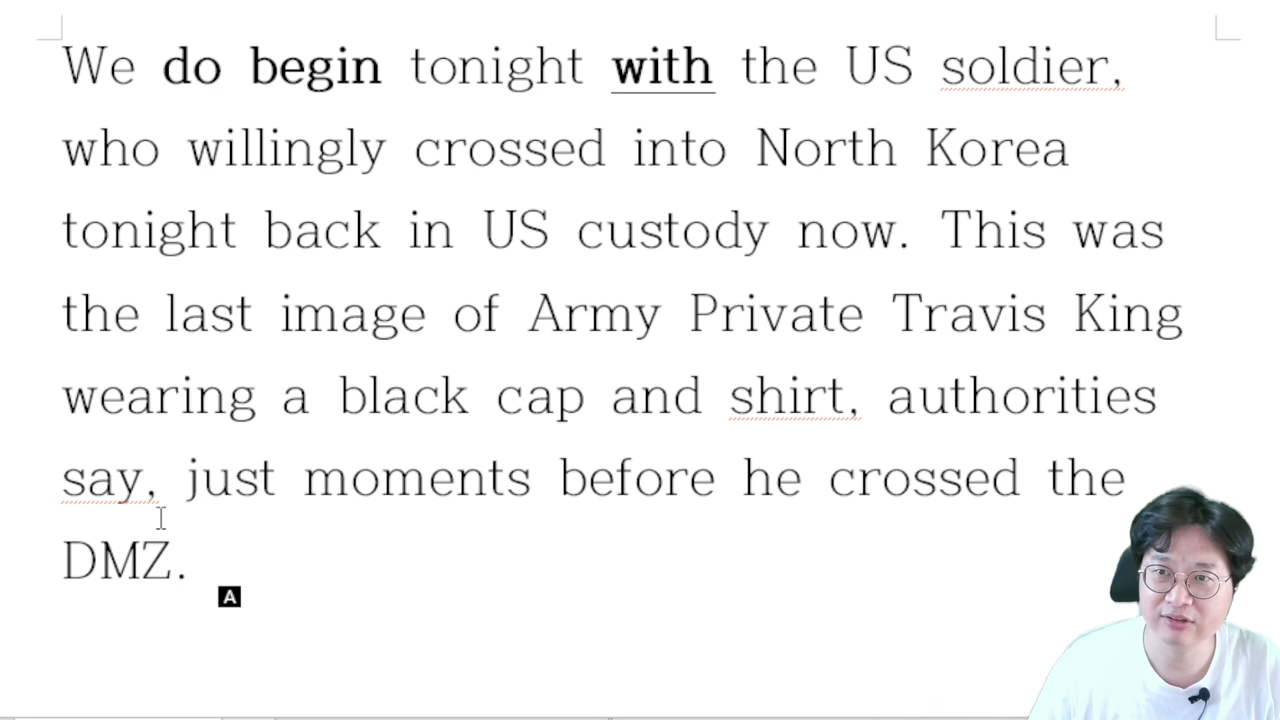 We do begin tonight with the US soldier,
who willingly crossed into North Korea
tonight back in US custody now. This was
the last image of Army Private Travis King
wearing a black cap and shirt, authorities
say, just moments before he crossed the
DMZ.
A